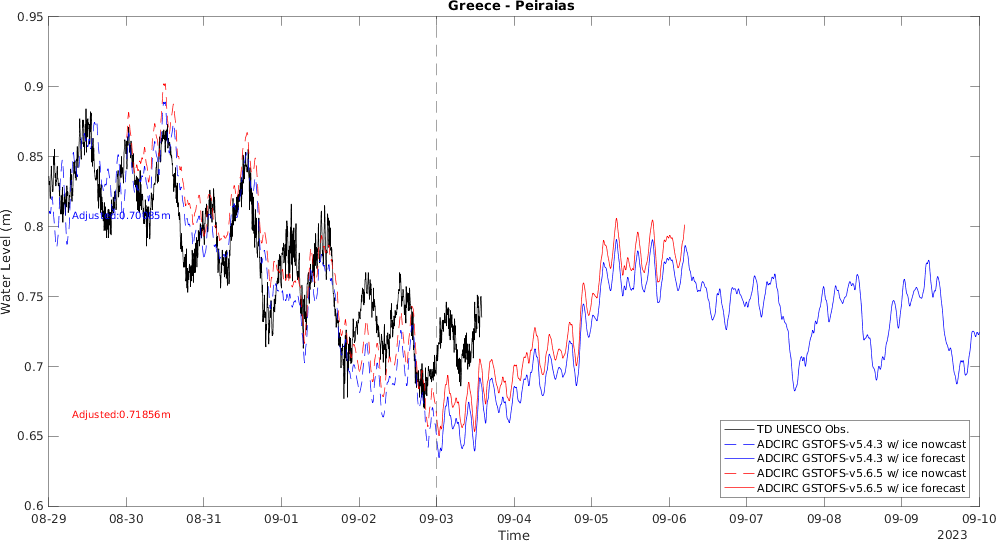 Greece - Peiraias
0.95
0.9
0.85
0.8
0.75
0.7
0.65
0.6
Water Level (m)
Adjusted:0.70585m
Adjusted:0.71856m
TD UNESCO Obs.
ADCIRC GSTOFS-v5.4.3 w/ ice nowcast
ADCIRC GSTOFS-v5.4.3 w/ ice forecast
ADCIRC GSTOFS-v5.6.5 w/ ice nowcast
ADCIRC GSTOFS-v5.6.5 w/ ice forecast
08-29 08-30 08-31 09-01 09-02 09-03 09-04 09-05 09-06 09-07 09-08 09-09 09-10
Time
2023